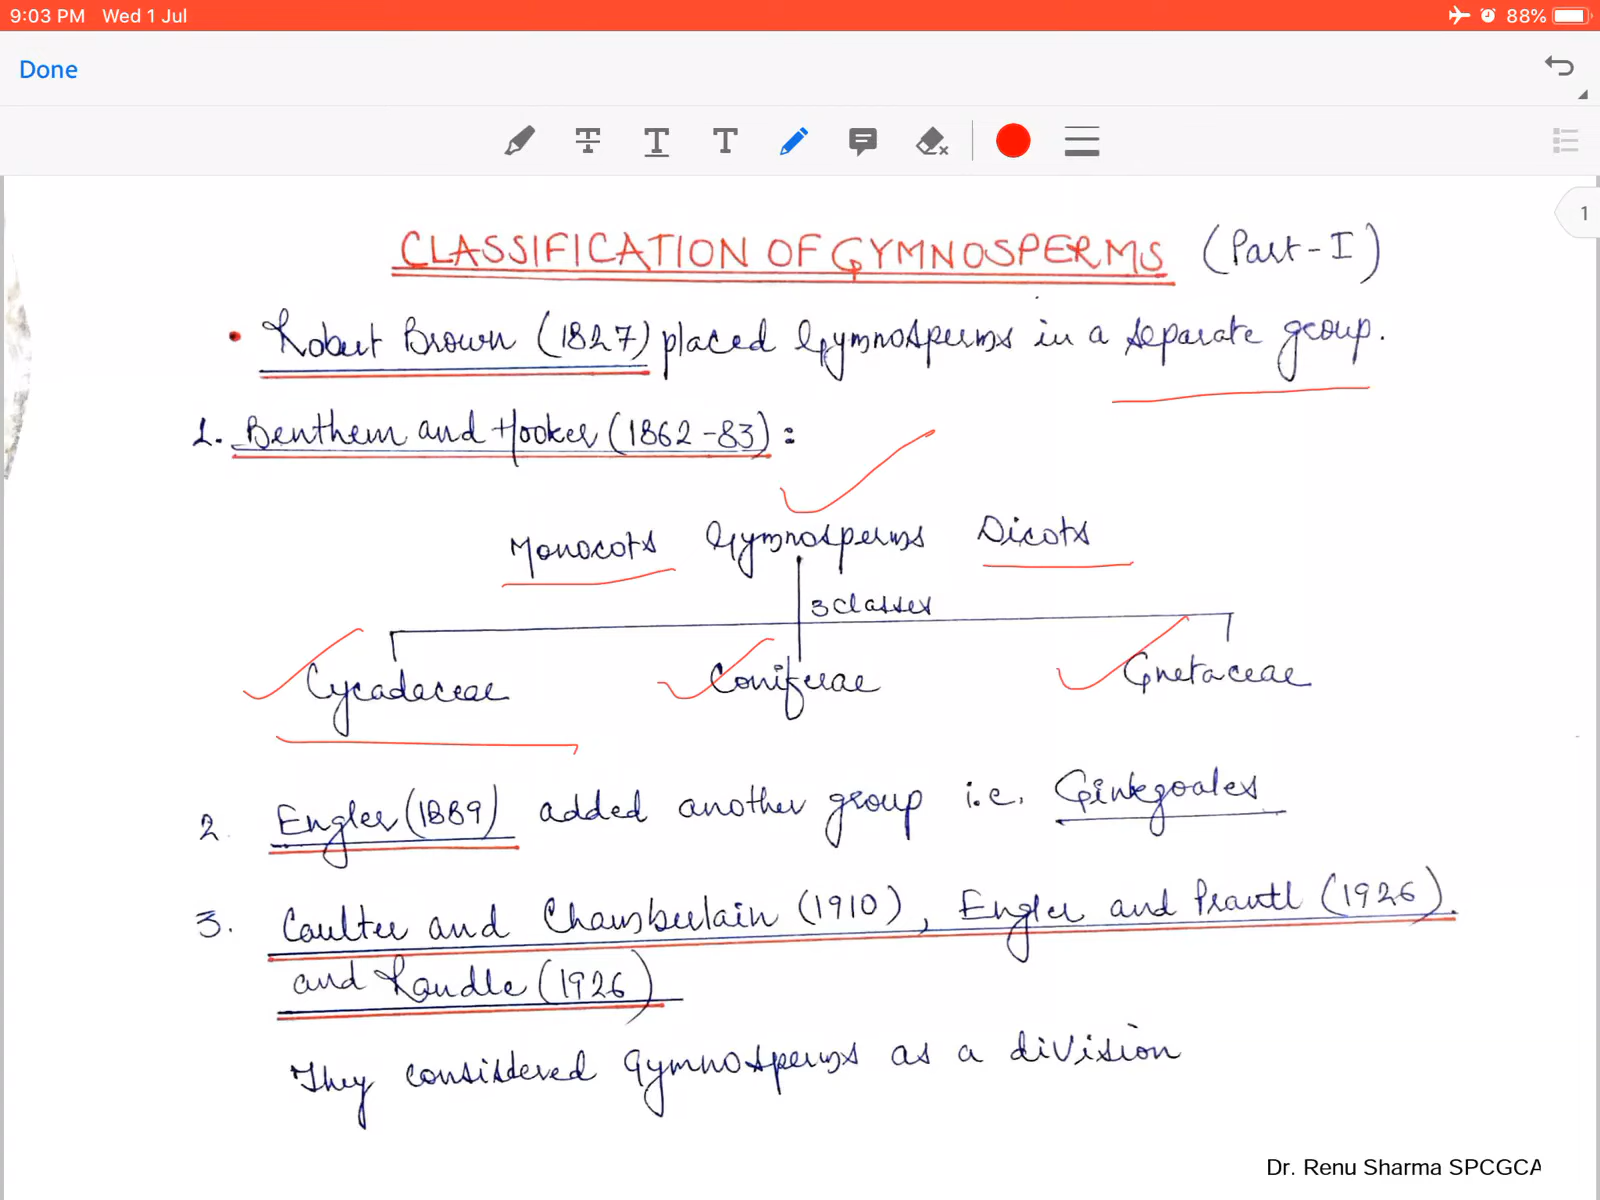 9:03 PM Wed 1 Jul 88%
Done
1
CLASSIFICATION OF GYMNOSPERMS (Part-I)
• Robert Brown (1827) placed Gymnosperms in a separate group.
1. Benthem and Hooker (1862-83):
Monocots Gymnosperms Dicots
3 classes
Cycadaceae Coniferae Gnetaceae
2. Engler (1889) added another group i.e. Ginkgoales
3. Coulter and Chamberlain (1910), Engler and Prantl (1926).
and Randle (1926)
They considered Gymnosperms as a division
Dr. Renu Sharma SPCGCA